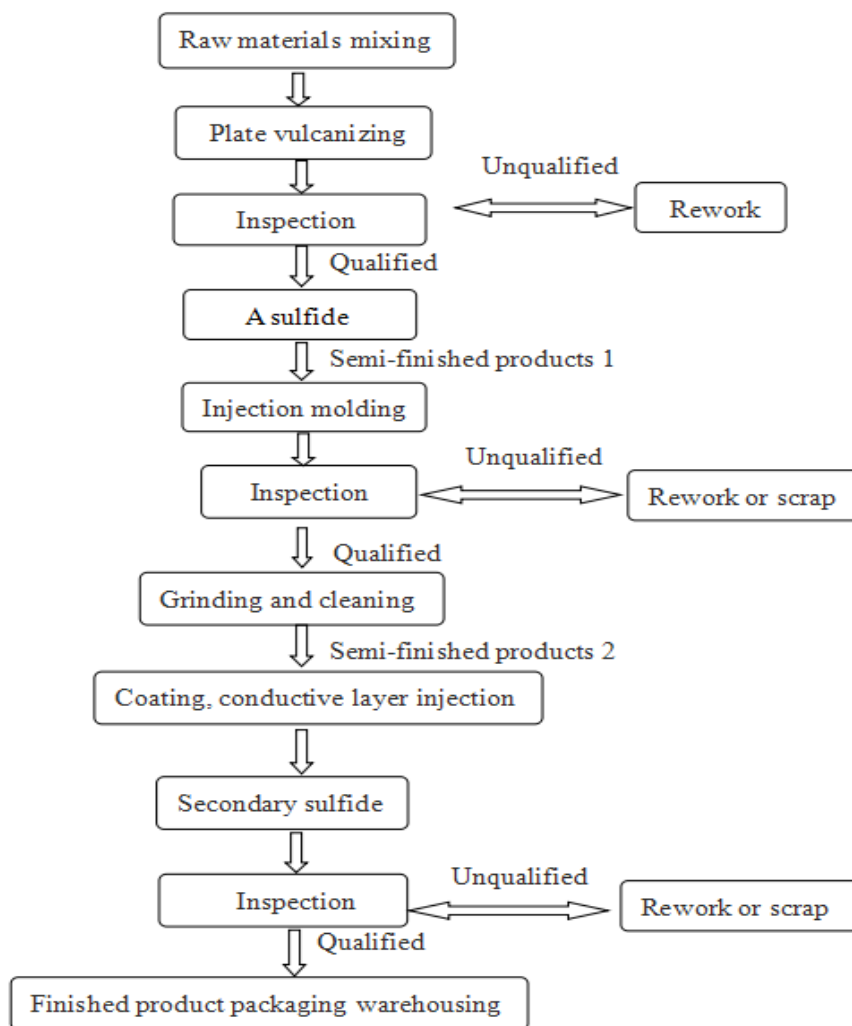 Raw materials mixing
Plate vulcanizing
Unqualified
Inspection
Rework
Qualified
A sulfide
Semi-finished products 1
Injection molding
Unqualified
Inspection
Rework or scrap
Qualified
Grinding and cleaning
Semi-finished products 2
Coating, conductive layer injection
Secondary sulfide
Unqualified
Inspection
Rework or scrap
Qualified
Finished product packaging warehousing